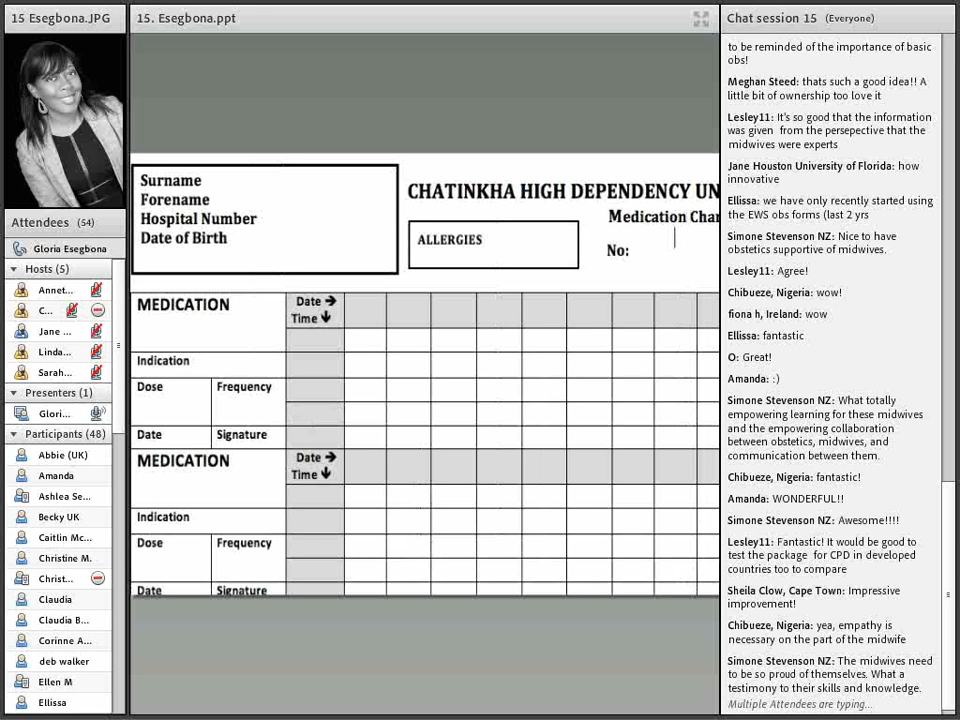 15 Esegbona.JPG
Attendees (54)
Gloria Esegbona
Hosts (5)
Annet...
C...
Jane ...
Linda...
Sarah...
Presenters (1)
Glori...
Participants (48)
Abbie (UK)
Amanda
Ashlea Se...
Becky UK
Caitlin Mc...
Christine M.
Christ...
Claudia
Claudia B...
Corinne A...
deb walker
Ellen M
Ellissa
15. Esegbona.ppt
Surname
Forename
Hospital Number
Date of Birth
CHATINKHA HIGH DEPENDENCY UN
Medication Char
ALLERGIES
No:
MEDICATION
Date →
Time ↓
Indication
Dose
Frequency
Date
Signature
MEDICATION
Date →
Time ↓
Indication
Dose
Frequency
Date
Signature
Chat session 15 (Everyone)
to be reminded of the importance of basic
obs!
Meghan Steed: thats such a good idea!! A
little bit of ownership too love it
Lesley11: It's so good that the information
was given from the persepective that the
midwives were experts
Jane Houston University of Florida: how
innovative
Ellissa: we have only recently started using
the EWS obs forms (last 2 yrs
Simone Stevenson NZ: Nice to have
obstetics supportive of midwives.
Lesley11: Agree!
Chibueze, Nigeria: wow!
fiona h, Ireland: wow
Ellissa: fantastic
O: Great!
Amanda: :)
Simone Stevenson NZ: What totally
empowering learning for these midwives
and the empowering collaboration
between obstetics, midwives, and
communication between them.
Chibueze, Nigeria: fantastic!
Amanda: WONDERFUL!!
Simone Stevenson NZ: Awesome!!!!
Lesley11: Fantastic! It would be good to
test the package for CPD in developed
countries too to compare
Sheila Clow, Cape Town: Impressive
improvement!
Chibueze, Nigeria: yea, empathy is
necessary on the part of the midwife
Simone Stevenson NZ: The midwives need
to be so proud of themselves. What a
testimony to their skills and knowledge.
Multiple Attendees are typing...